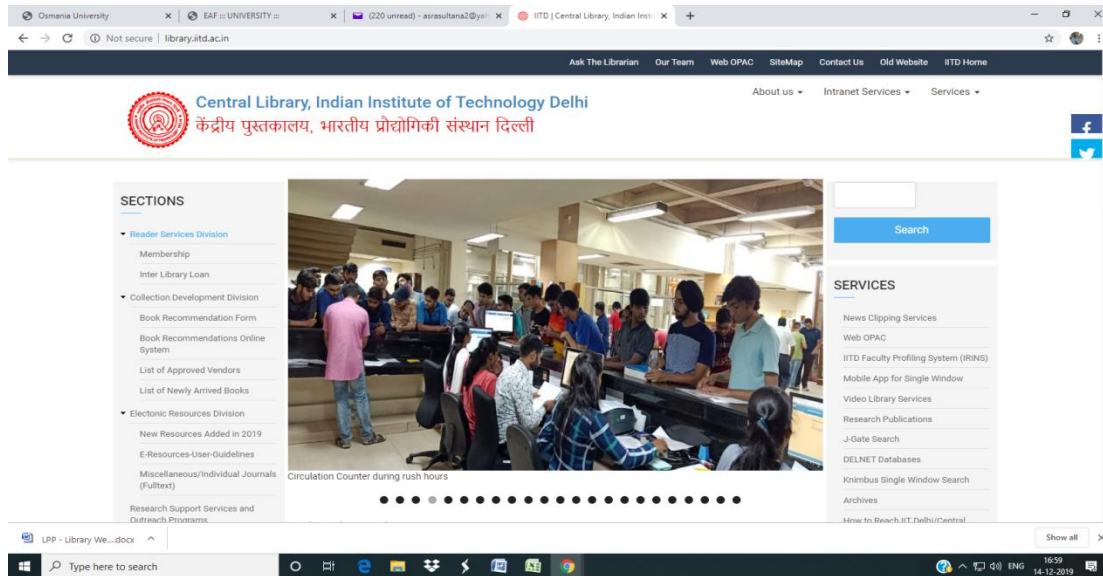 Osmania University
EAF ::: UNIVERSITY :::
(220 unread) - asrasultana2@yah
IITD | Central Library, Indian Insti
Not secure | library.iitd.ac.in
Ask The Librarian Our Team Web OPAC SiteMap Contact Us Old Website IITD Home
Central Library, Indian Institute of Technology Delhi
केंद्रीय पुस्तकालय, भारतीय प्रौद्योगिकी संस्थान दिल्ली
About us Intranet Services Services
SECTIONS
Reader Services Division
Membership
Inter Library Loan
Collection Development Division
Book Recommendation Form
Book Recommendations Online
System
List of Approved Vendors
List of Newly Arrived Books
Electonic Resources Division
New Resources Added in 2019
E-Resources-User-Guidelines
Miscellaneous/Individual Journals
(Fulltext)
Research Support Services and
Outreach Programs
Circulation Counter during rush hours
Search
SERVICES
News Clipping Services
Web OPAC
IITD Faculty Profiling System (IRINS)
Mobile App for Single Window
Video Library Services
Research Publications
J-Gate Search
DELNET Databases
Knimbus Single Window Search
Archives
How to Reach IIT Delhi/Central
LPP - Library We....docx
Show all
Type here to search
ENG
16:59
14-12-2019